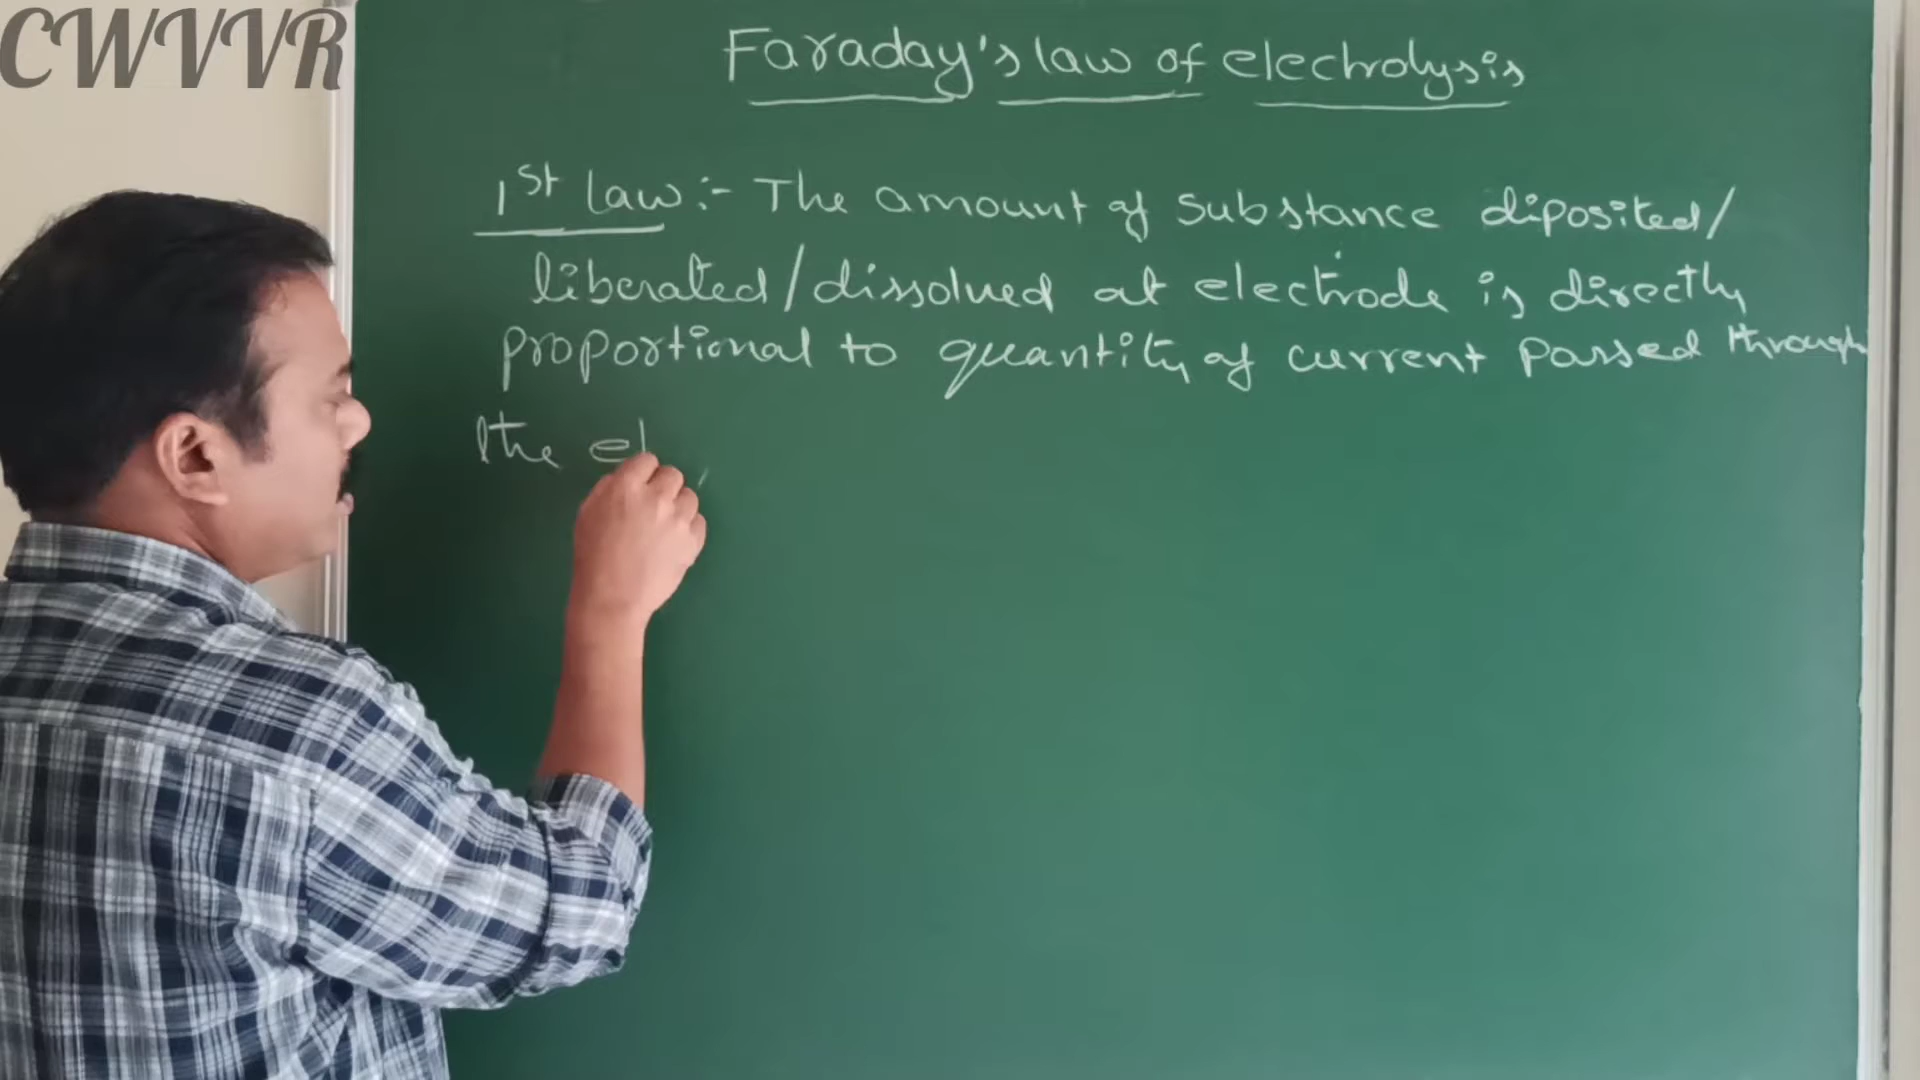 CWVVR
Faraday's law of electrolysis
1st law:- The amount of substance diposited/
liberated/dissolved at electrode is directly
proportional to quantity of current passed through
the el